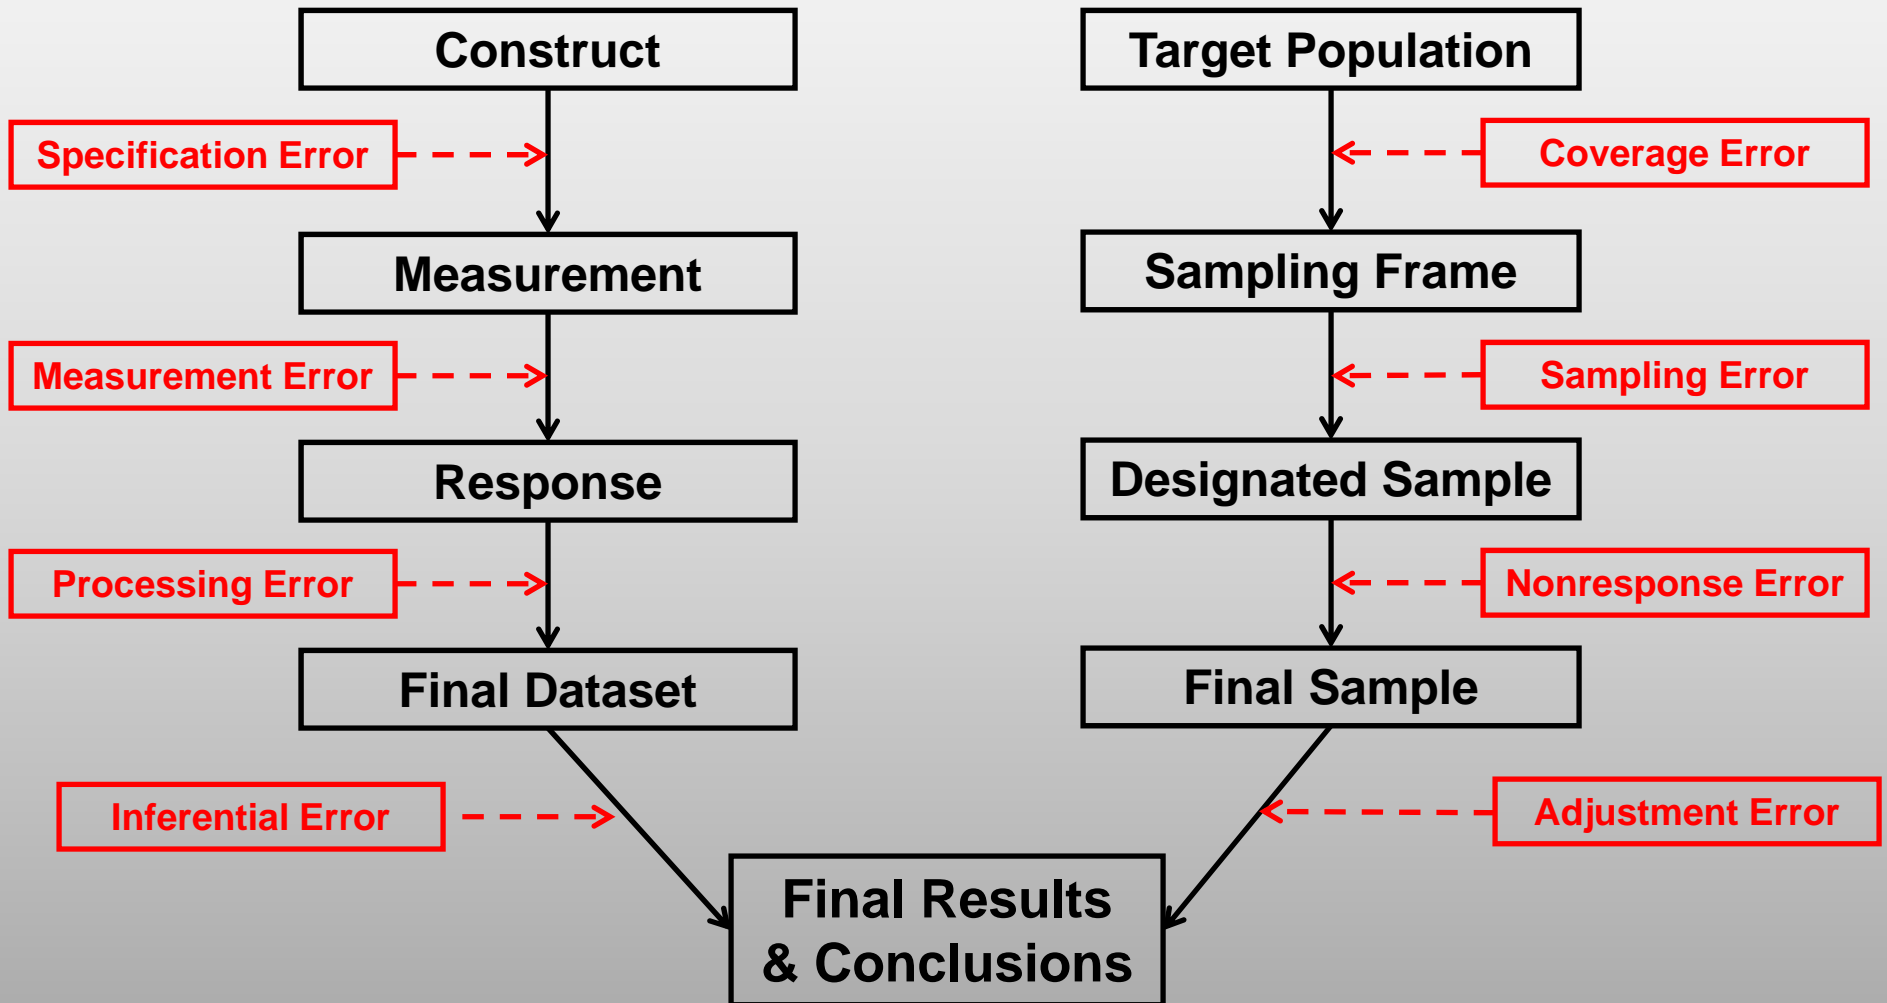 Construct
Target Population
Specification Error
Coverage Error
Measurement
Sampling Frame
Measurement Error
Sampling Error
Response
Designated Sample
Processing Error
Nonresponse Error
Final Dataset
Final Sample
Inferential Error
Adjustment Error
Final Results
& Conclusions